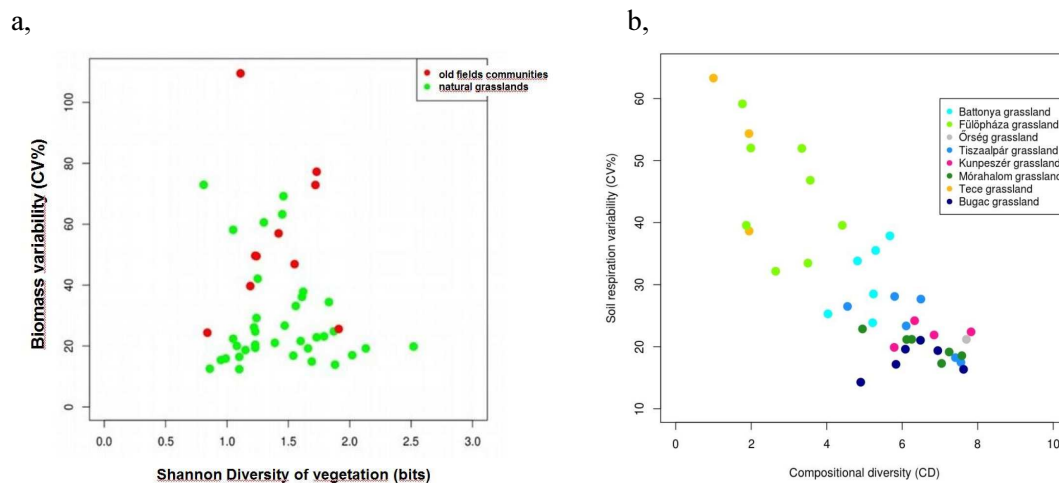 a,
old fields communities
natural grasslands
Biomass variability (CV%)
0
20
40
60
80
100
0.0 0.5 1.0 1.5 2.0 2.5 3.0
Shannon Diversity of vegetation (bits)
b,
Battonya grassland
Fülöpháza grassland
Őrség grassland
Tiszaalpár grassland
Kunpeszér grassland
Mórahalom grassland
Tece grassland
Bugac grassland
Soil respiration variability (CV%)
10
20
30
40
50
60
0 2 4 6 8 10
Compositional diversity (CD)